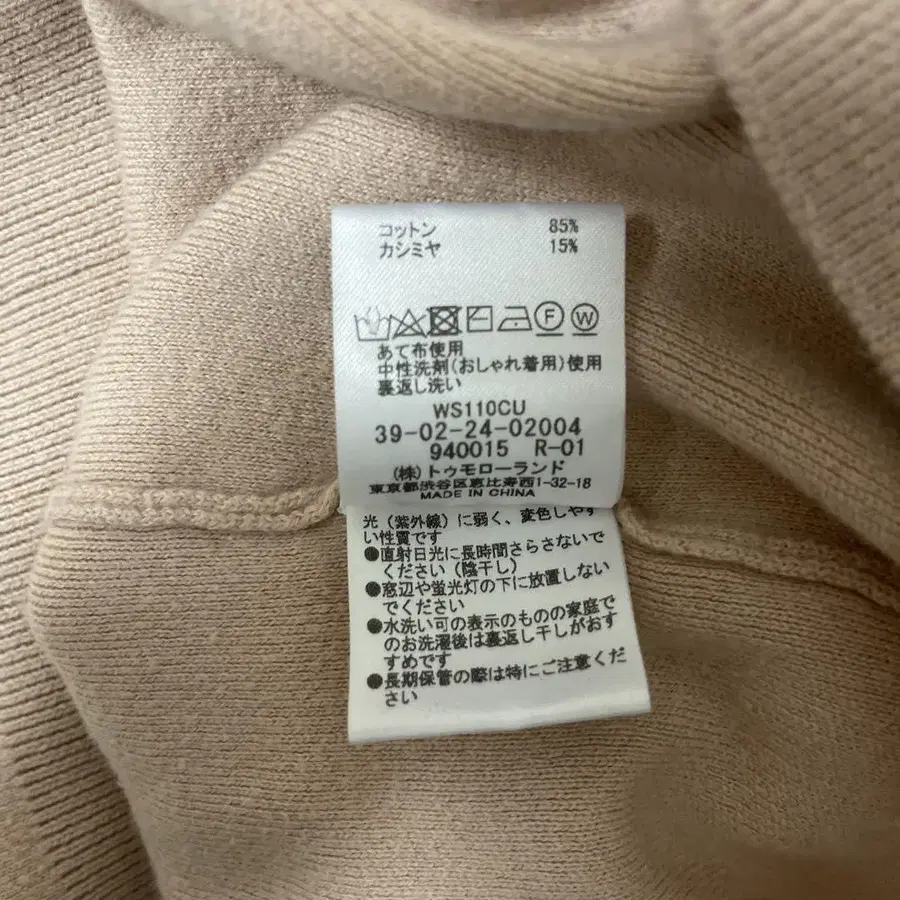 コットン 85%
カシミヤ 15%
F W
あて布使用
中性洗剤(おしゃれ着用)使用
裏返し洗い
WS110CU
39-02-24-02004
940015 R-01
(株)トゥモローランド
東京都渋谷区恵比寿西1-32-18
MADE IN CHINA
光(紫外線)に弱く、変色しやす
い性質です
●直射日光に長時間さらさないで
ください(陰干し)
●窓辺や蛍光灯の下に放置しない
でください
●水洗い可の表示のものの家庭で
のお洗濯後は裏返し干しがおす
すめです
●長期保管の際は特にご注意くだ
さい